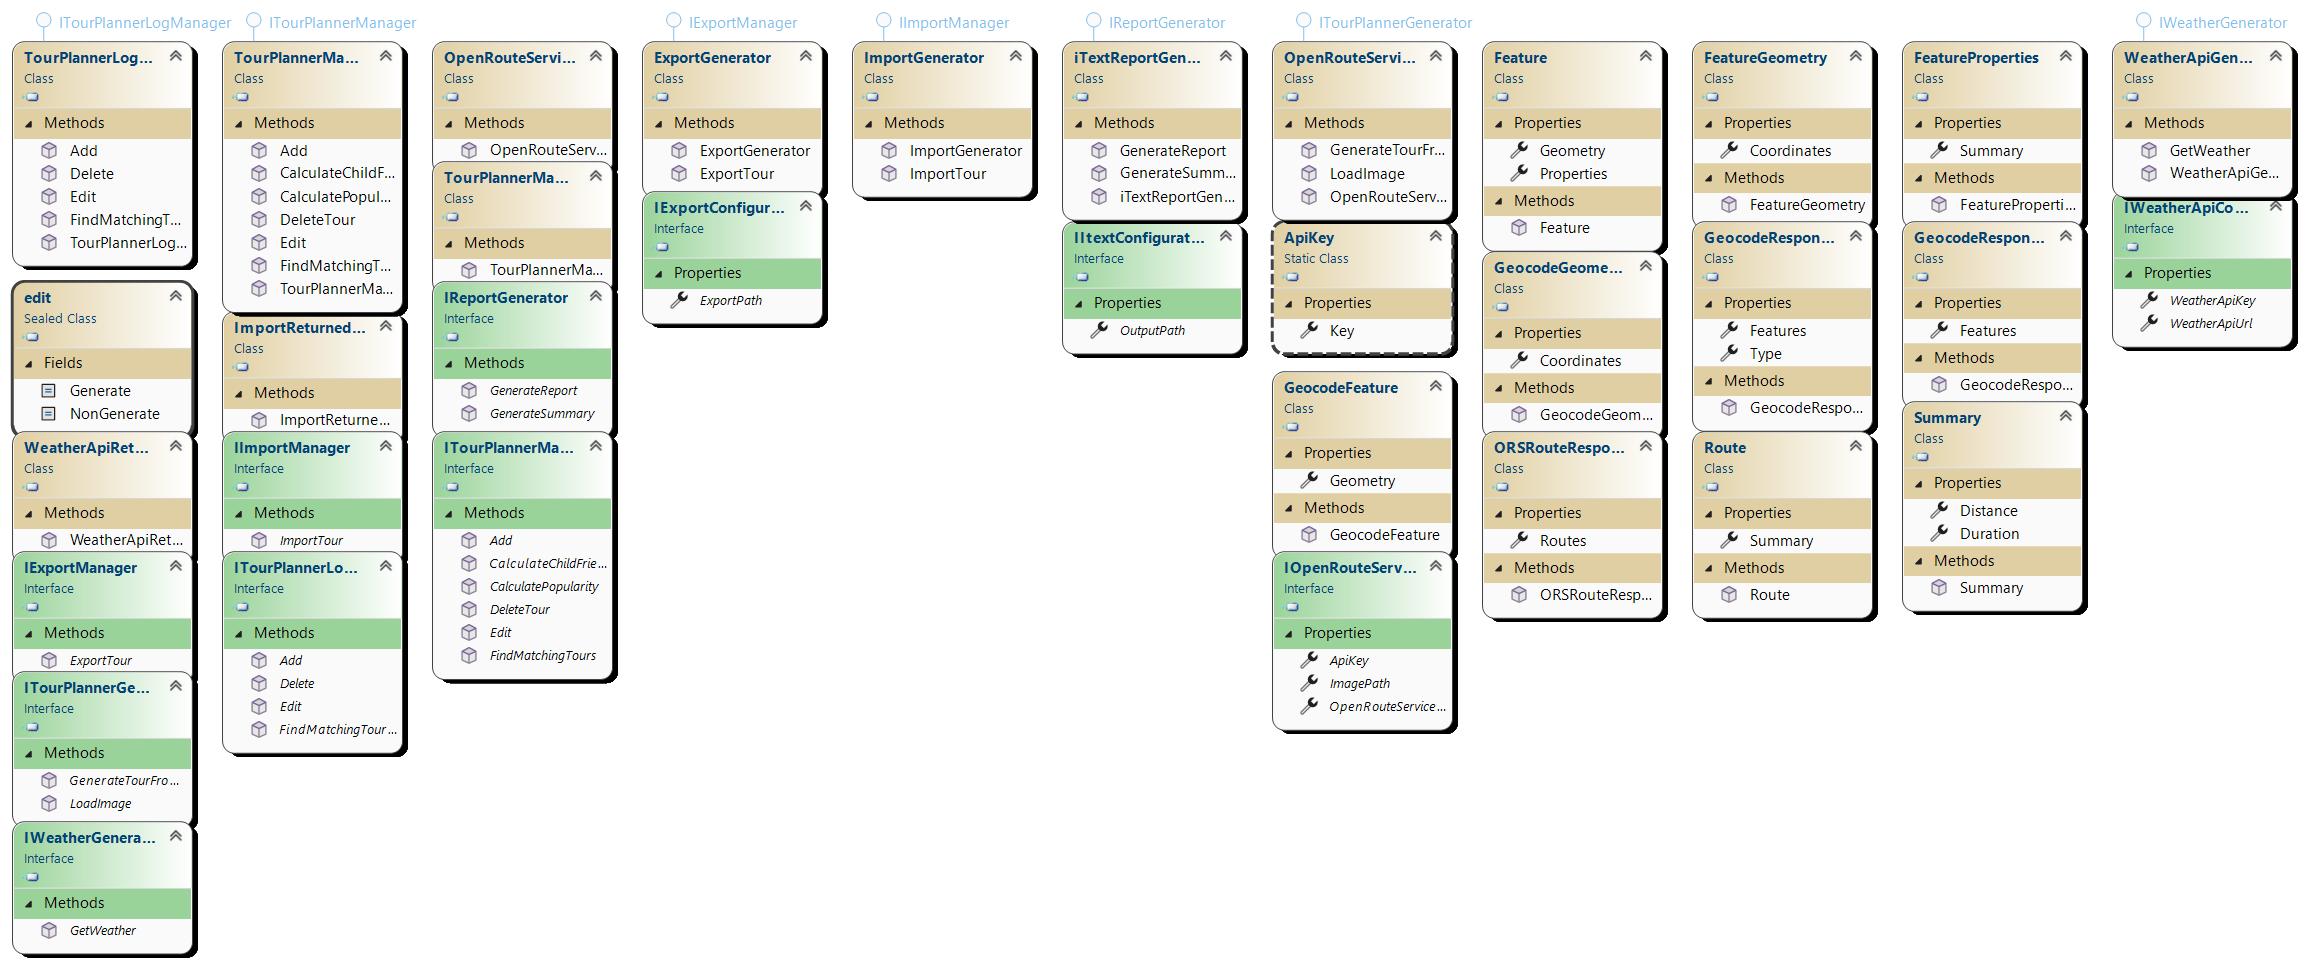 ITourPlannerLogManager
TourPlannerLog...
Class
Methods
Add
Delete
Edit
FindMatchingT...
TourPlannerLog...
edit
Sealed Class
Fields
Generate
NonGenerate
WeatherApiRet...
Class
Methods
WeatherApiRet...
IExportManager
Interface
Methods
ExportTour
ITourPlannerGe...
Interface
Methods
GenerateTourFro...
LoadImage
IWeatherGenera...
Interface
Methods
GetWeather
ITourPlannerManager
TourPlannerMa...
Class
Methods
Add
CalculateChildF...
CalculatePopul...
DeleteTour
Edit
FindMatchingT...
TourPlannerMa...
ImportReturned...
Class
Methods
ImportReturne...
IImportManager
Interface
Methods
ImportTour
ITourPlannerLo...
Interface
Methods
Add
Delete
Edit
FindMatchingTour...
OpenRouteServi...
Class
Methods
OpenRouteServ...
TourPlannerMa...
Class
Methods
TourPlannerMa...
IReportGenerator
Interface
Methods
GenerateReport
GenerateSummary
ITourPlannerMa...
Interface
Methods
Add
CalculateChildFrie...
CalculatePopularity
DeleteTour
Edit
FindMatchingTours
IExportManager
ExportGenerator
Class
Methods
ExportGenerator
ExportTour
IExportConfigur...
Interface
Properties
ExportPath
IImportManager
ImportGenerator
Class
Methods
ImportGenerator
ImportTour
IReportGenerator
iTextReportGen...
Class
Methods
GenerateReport
GenerateSumm...
iTextReportGen...
IItextConfigurat...
Interface
Properties
OutputPath
ITourPlannerGenerator
OpenRouteServi...
Class
Methods
GenerateTourFr...
LoadImage
OpenRouteServ...
ApiKey
Static Class
Properties
Key
GeocodeFeature
Class
Properties
Geometry
Methods
GeocodeFeature
IOpenRouteServ...
Interface
Properties
ApiKey
ImagePath
OpenRouteService...
Feature
Class
Properties
Geometry
Properties
Methods
Feature
GeocodeGeome...
Class
Properties
Coordinates
Methods
GeocodeGeom...
ORSRouteRespo...
Class
Properties
Routes
Methods
ORSRouteResp...
FeatureGeometry
Class
Properties
Coordinates
Methods
FeatureGeometry
GeocodeRespon...
Class
Properties
Features
Type
Methods
GeocodeRespo...
Route
Class
Properties
Summary
Methods
Route
FeatureProperties
Class
Properties
Summary
Methods
FeatureProperti...
GeocodeRespon...
Class
Properties
Features
Methods
GeocodeRespo...
Summary
Class
Properties
Distance
Duration
Methods
Summary
IWeatherGenerator
WeatherApiGen...
Class
Methods
GetWeather
WeatherApiGe...
IWeatherApiCo...
Interface
Properties
WeatherApiKey
WeatherApiUrl